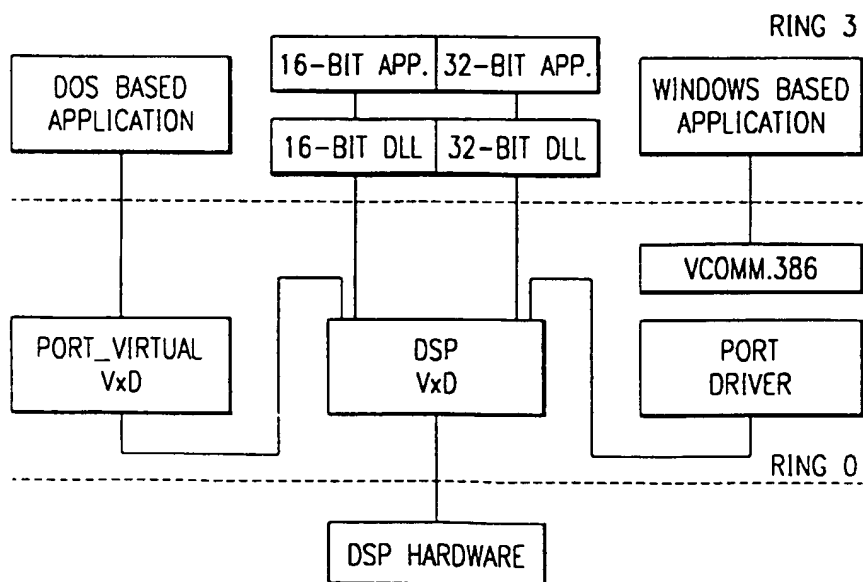 RING 3
DOS BASED
APPLICATION
16-BIT APP.
32-BIT APP.
16-BIT DLL
32-BIT DLL
WINDOWS BASED
APPLICATION
VCOMM.386
PORT_VIRTUAL
VxD
DSP
VxD
PORT
DRIVER
RING 0
DSP HARDWARE